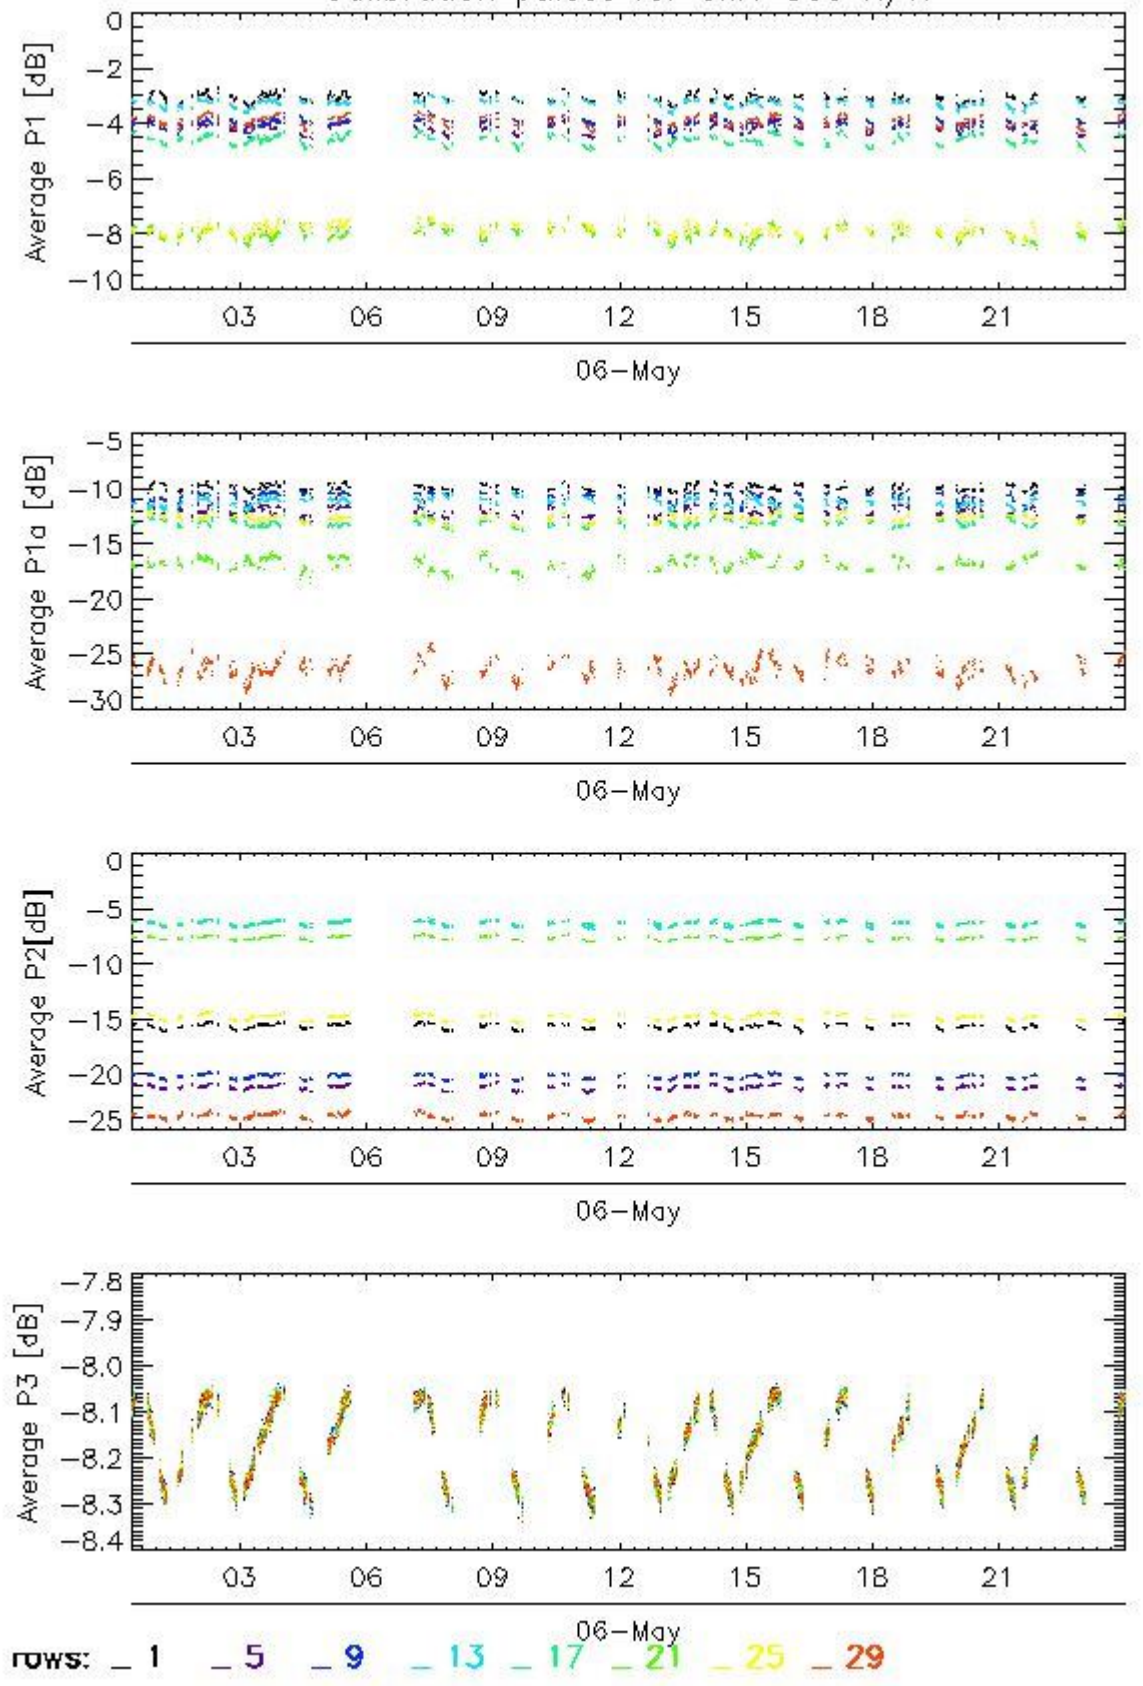 0
-2
-4
-6
-8
-10
Average P1 [dB]
03 06 09 12 15 18 21
06-May
-5
-10
-15
-20
-25
-30
Average P1a [dB]
03 06 09 12 15 18 21
06-May
0
-5
-10
-15
-20
-25
Average P2[dB]
03 06 09 12 15 18 21
06-May
-7.8
-7.9
-8.0
-8.1
-8.2
-8.3
-8.4
Average P3 [dB]
03 06 09 12 15 18 21
06-May
rows: _ 1 _ 5 _ 9 _ 13 _ 17 _ 21 _ 25 _ 29